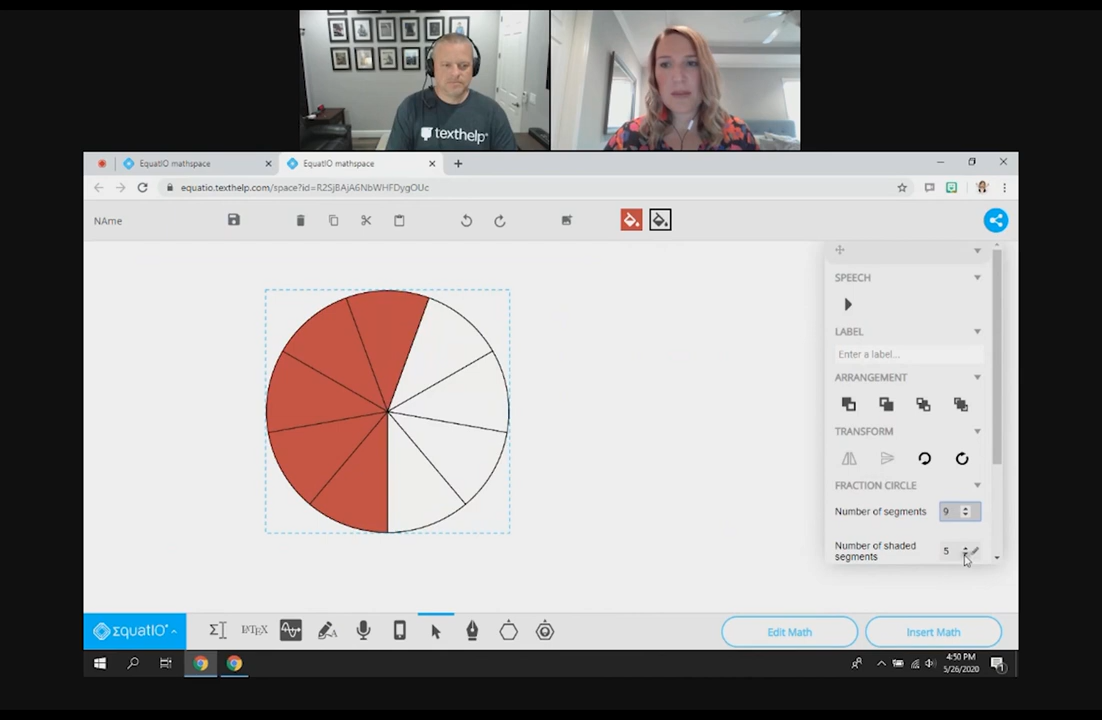 texthelp
EquatIO mathspace
EquatIO mathspace
equatio.texthelp.com/space?id=R2SjBAjA6NbWHFDygOUc
NAme
SPEECH
LABEL
Enter a label...
ARRANGEMENT
TRANSFORM
FRACTION CIRCLE
Number of segments 9
Number of shaded
segments 5
EquatIO
LATEX
Edit Math
Insert Math
4:50 PM
5/26/2020
1